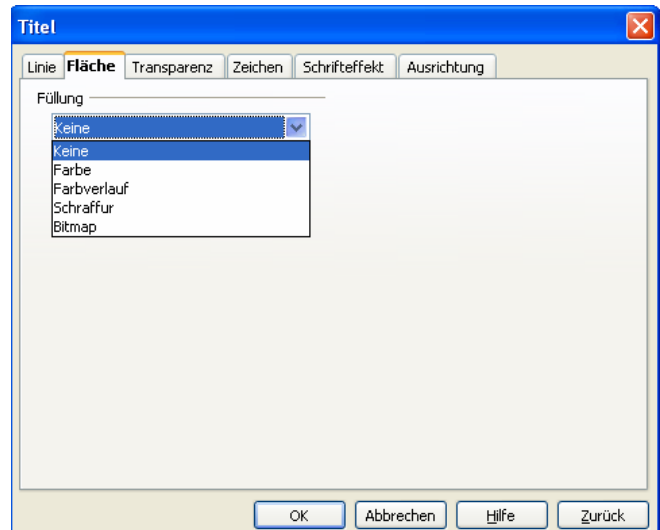 Titel
Linie Fläche Transparenz Zeichen Schrifteffekt Ausrichtung
Füllung
Keine
Keine
Farbe
Farbverlauf
Schraffur
Bitmap
OK Abbrechen Hilfe Zurück